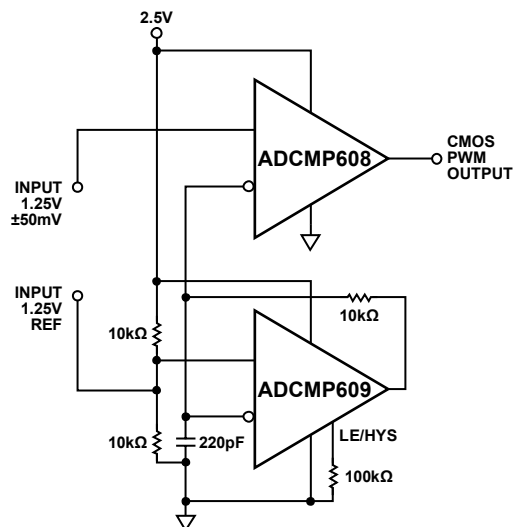 2.5V
ADCMP608
CMOS
PWM
OUTPUT
INPUT
1.25V
±50mV
INPUT
1.25V
REF
10kΩ
10kΩ
ADCMP609
10kΩ
220pF
LE/HYS
100kΩ